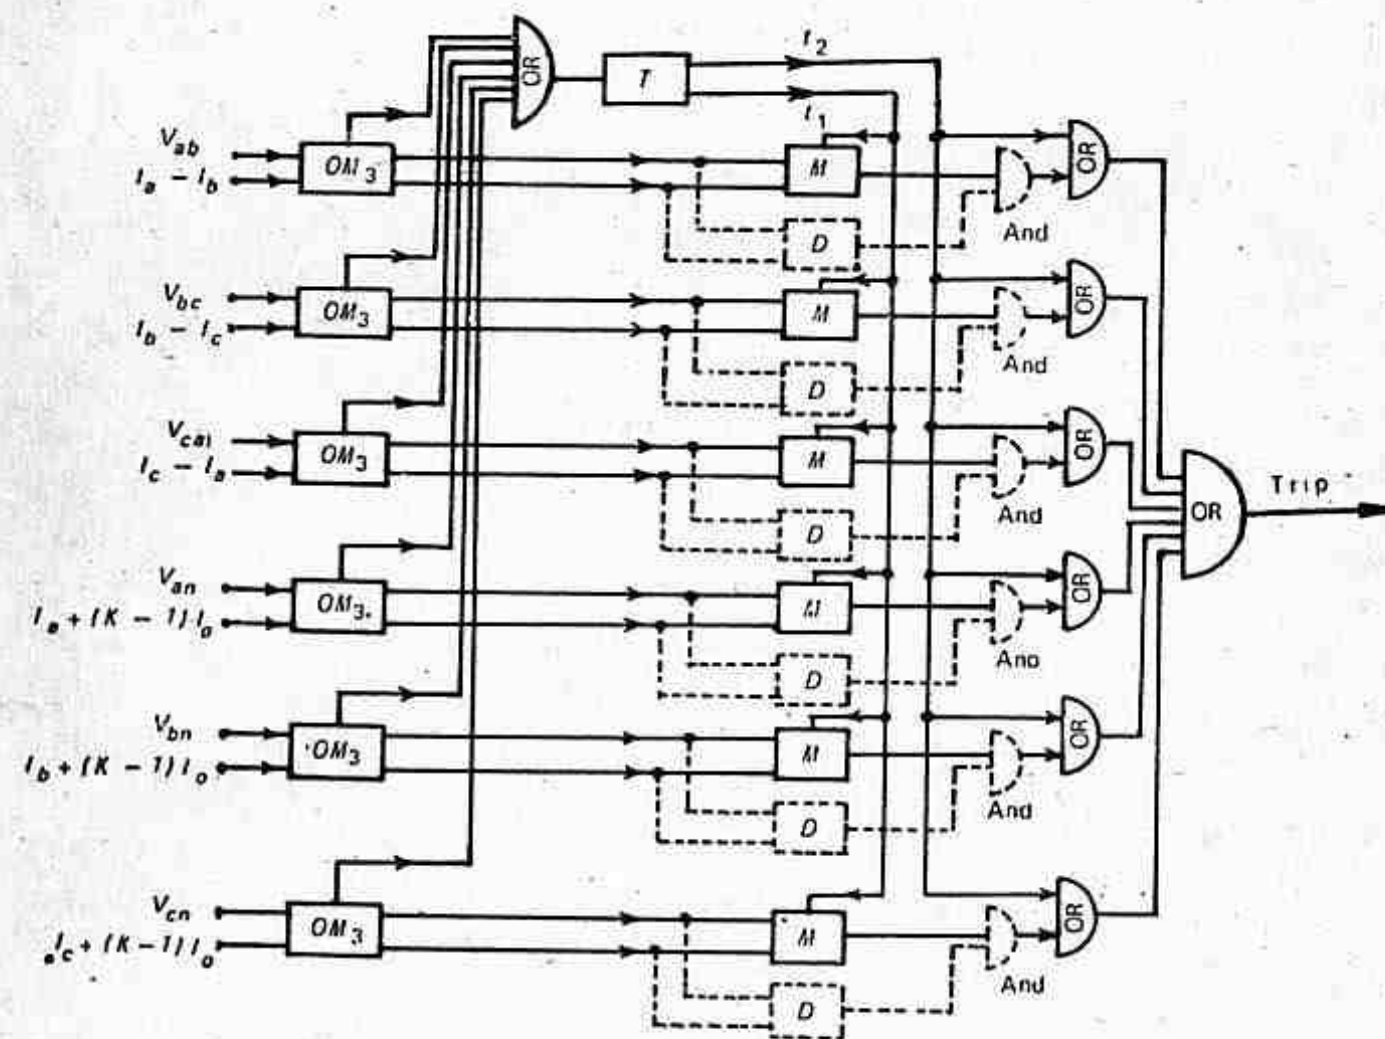 OR
T
t2
t1
Vab
Ia − Ib
OM3
M
OR
D
And
Vbc
Ib − Ic
OM3
M
OR
D
And
Vca
Ic − Ia
OM3
M
OR
D
And
OR
Trip
Van
Ia + (K − 1) Io
OM3
M
OR
D
And
Vbn
Ib + (K − 1) Io
OM3
M
OR
D
And
Vcn
Ic + (K − 1) Io
OM3
M
OR
D
And